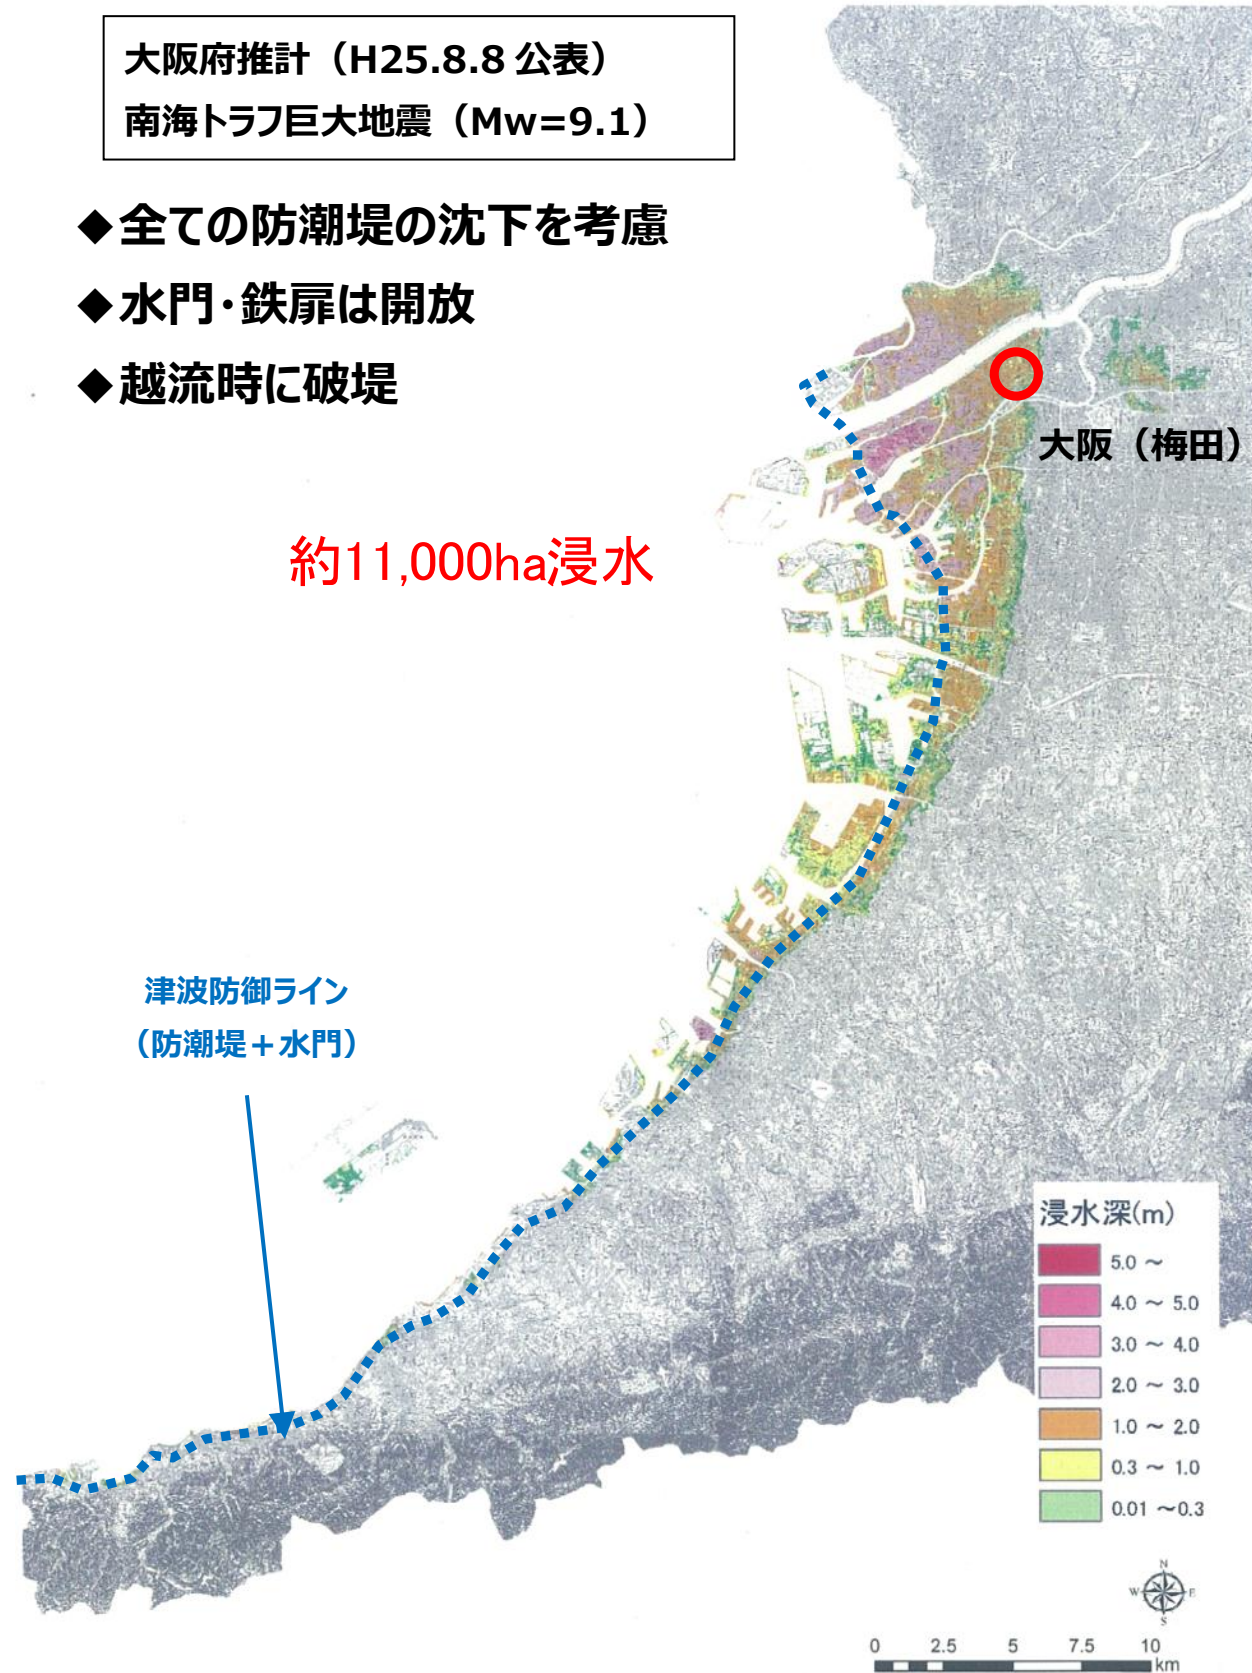 大阪府推計（H25.8.8 公表）
南海トラフ巨大地震（Mw=9.1）
◆全ての防潮堤の沈下を考慮
◆水門・鉄扉は開放
◆越流時に破堤
大阪（梅田）
約11,000ha浸水
津波防御ライン
（防潮堤＋水門）
浸水深(m)
5.0 ～
4.0 ～ 5.0
3.0 ～ 4.0
2.0 ～ 3.0
1.0 ～ 2.0
0.3 ～ 1.0
0.01 ～0.3
N
W E
S
0 2.5 5 7.5 10
km